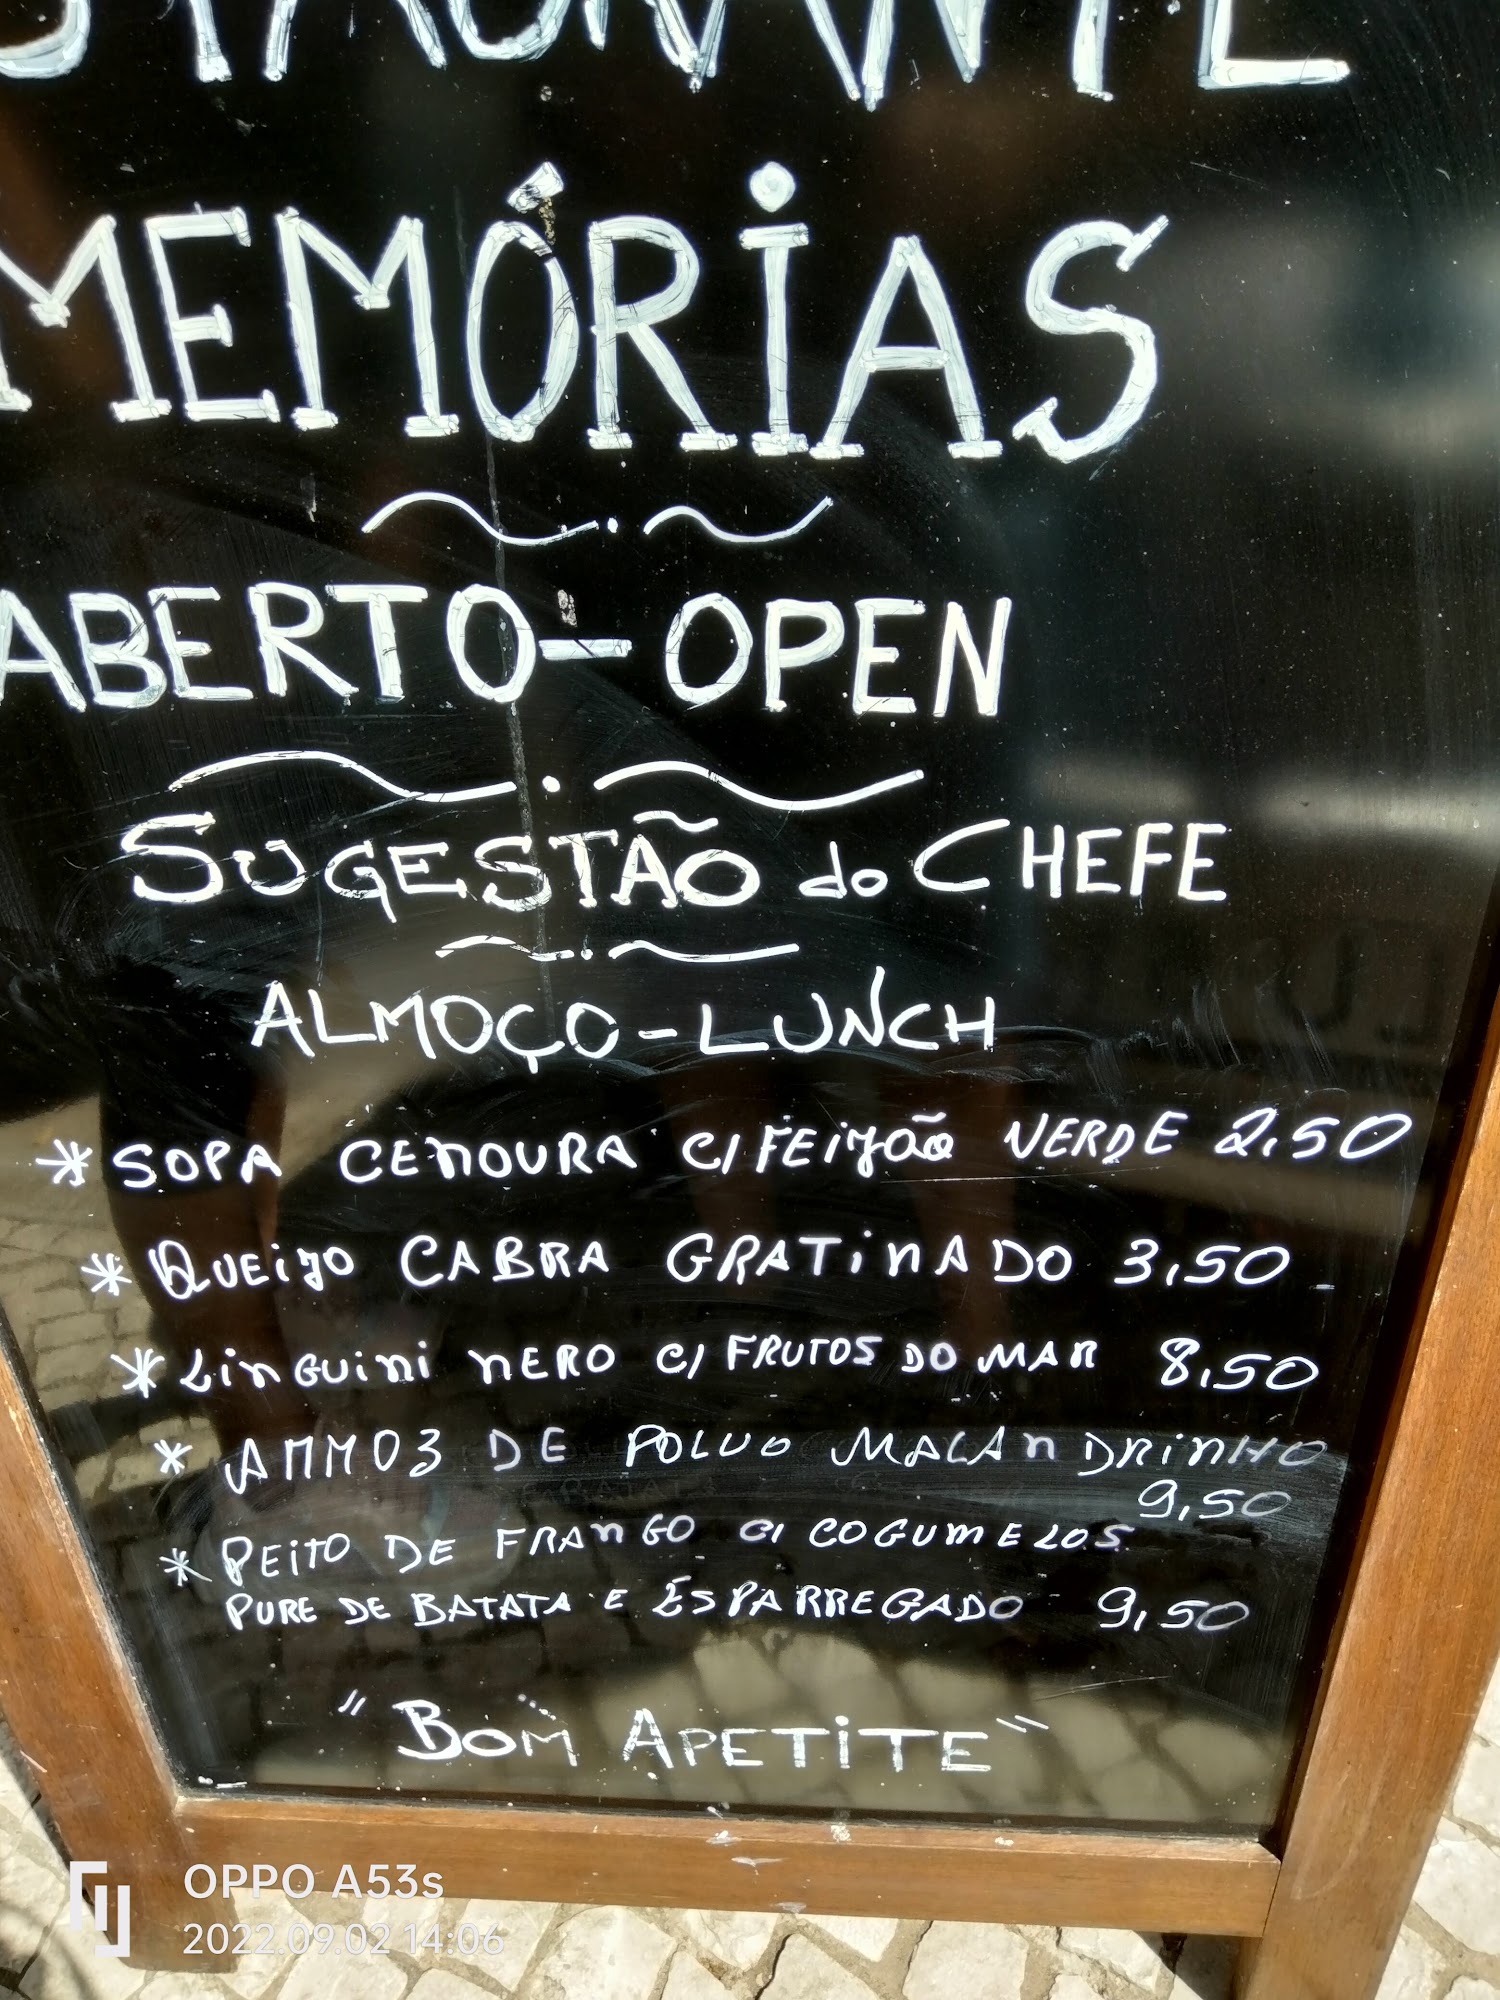 STAURANTE
MEMÓRIAS
ABERTO-OPEN
SUGESTÃO do CHEFE
ALMOÇO-LUNCH
* SOPA CENOURA C/FEIJÃO VERDE 2,50
* QUEIJO CABRA GRATINADO 3,50
* LINGUINI NERO C/ FRUTOS DO MAR 8,50
* ARROZ DE POLVO MALANDRINHO
9,50
* PEITO DE FRANGO C/ COGUMELOS
PURE DE BATATA E ESPARREGADO 9,50
"BOM APETITE"
OPPO A53s
2022.09.02 14:06